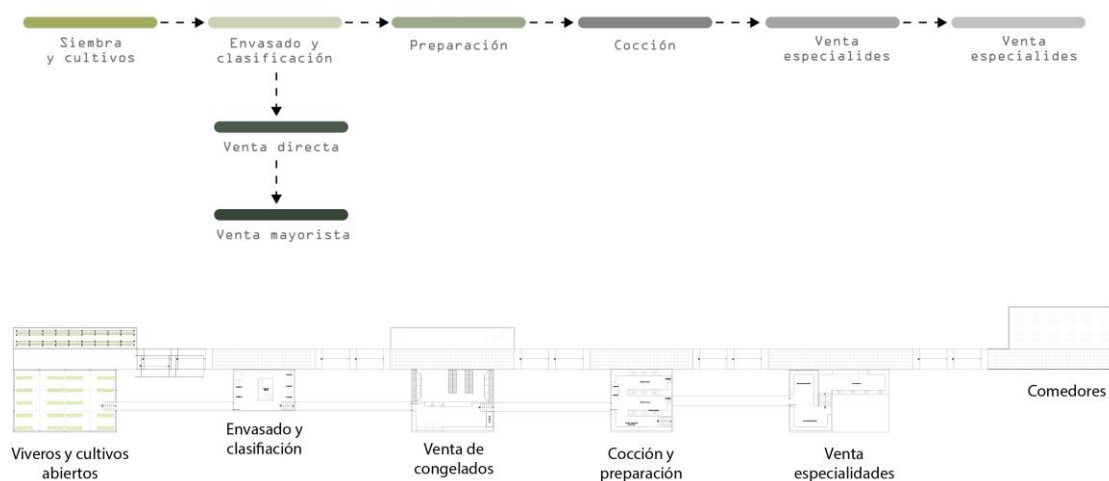 Siembra
y cultivos
Envasado y
clasificación
Preparación
Cocción
Venta
especialides
Venta
especialides
Venta directa
Venta mayorista
Comedores
Viveros y cultivos
abiertos
Envasado y
clasifiación
Venta de
congelados
Cocción y
preparación
Venta
especialidades